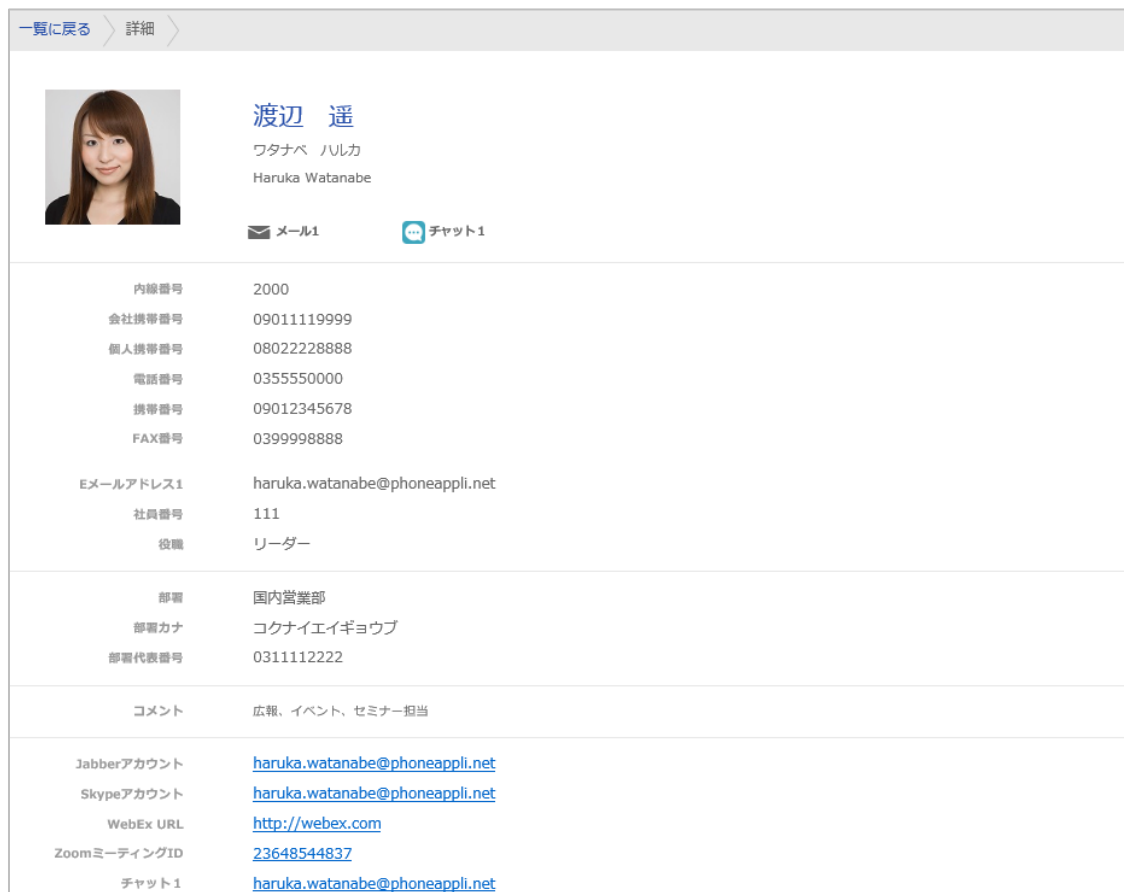 一覧に戻る 詳細
渡辺　遥
ワタナベ　ハルカ
Haruka Watanabe
メール1 チャット1
内線番号 2000
会社携帯番号 09011119999
個人携帯番号 08022228888
電話番号 0355550000
携帯番号 09012345678
FAX番号 0399998888
Eメールアドレス1 haruka.watanabe@phoneappli.net
社員番号 111
役職 リーダー
部署 国内営業部
部署カナ コクナイエイギョウブ
部署代表番号 0311112222
コメント 広報、イベント、セミナー担当
Jabberアカウント haruka.watanabe@phoneappli.net
Skypeアカウント haruka.watanabe@phoneappli.net
WebEx URL http://webex.com
ZoomミーティングID 23648544837
チャット1 haruka.watanabe@phoneappli.net